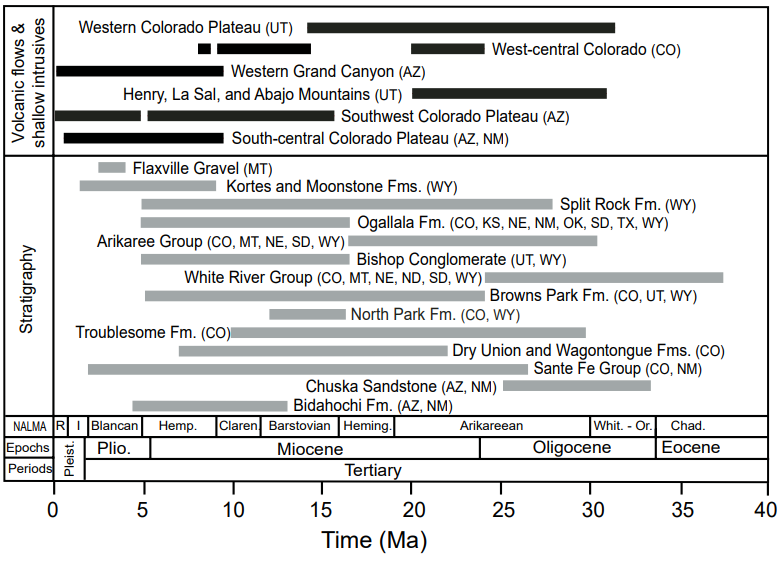 Volcanic flows &
shallow intrusives
Western Colorado Plateau (UT)
West-central Colorado (CO)
Western Grand Canyon (AZ)
Henry, La Sal, and Abajo Mountains (UT)
Southwest Colorado Plateau (AZ)
South-central Colorado Plateau (AZ, NM)
Stratigraphy
Flaxville Gravel (MT)
Kortes and Moonstone Fms. (WY)
Split Rock Fm. (WY)
Ogallala Fm. (CO, KS, NE, NM, OK, SD, TX, WY)
Arikaree Group (CO, MT, NE, SD, WY)
Bishop Conglomerate (UT, WY)
White River Group (CO, MT, NE, ND, SD, WY)
Browns Park Fm. (CO, UT, WY)
North Park Fm. (CO, WY)
Troublesome Fm. (CO)
Dry Union and Wagontongue Fms. (CO)
Sante Fe Group (CO, NM)
Chuska Sandstone (AZ, NM)
Bidahochi Fm. (AZ, NM)
NALMA R I Blancan Hemp. Claren. Barstovian Heming. Arikareean Whit. - Or. Chad.
Epochs Pleist. Plio. Miocene Oligocene Eocene
Periods Tertiary
0 5 10 15 20 25 30 35 40
Time (Ma)